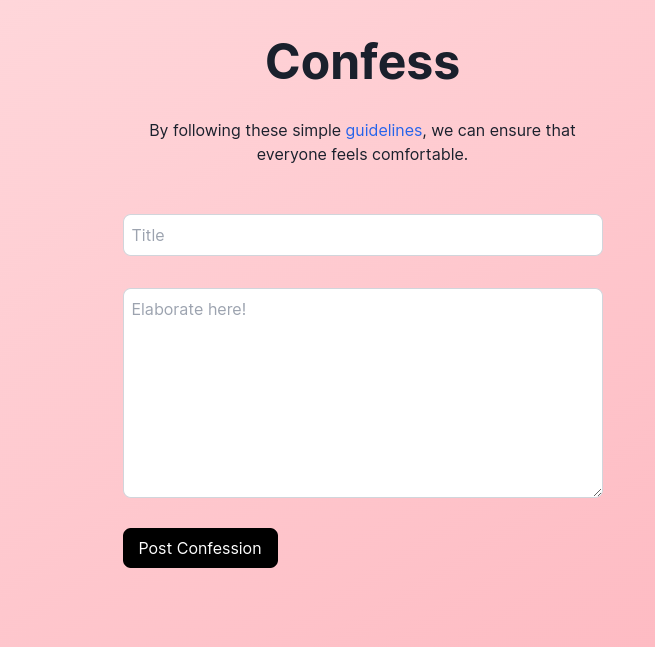 Confess
By following these simple guidelines, we can ensure that
everyone feels comfortable.
Title
Elaborate here!
Post Confession